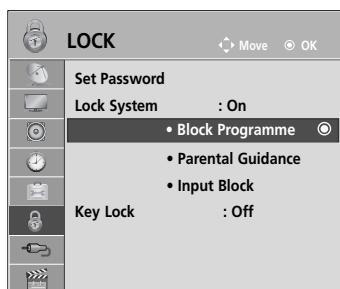 LOCK Move OK
Set Password
Lock System : On
• Block Programme
• Parental Guidance
• Input Block
Key Lock : Off